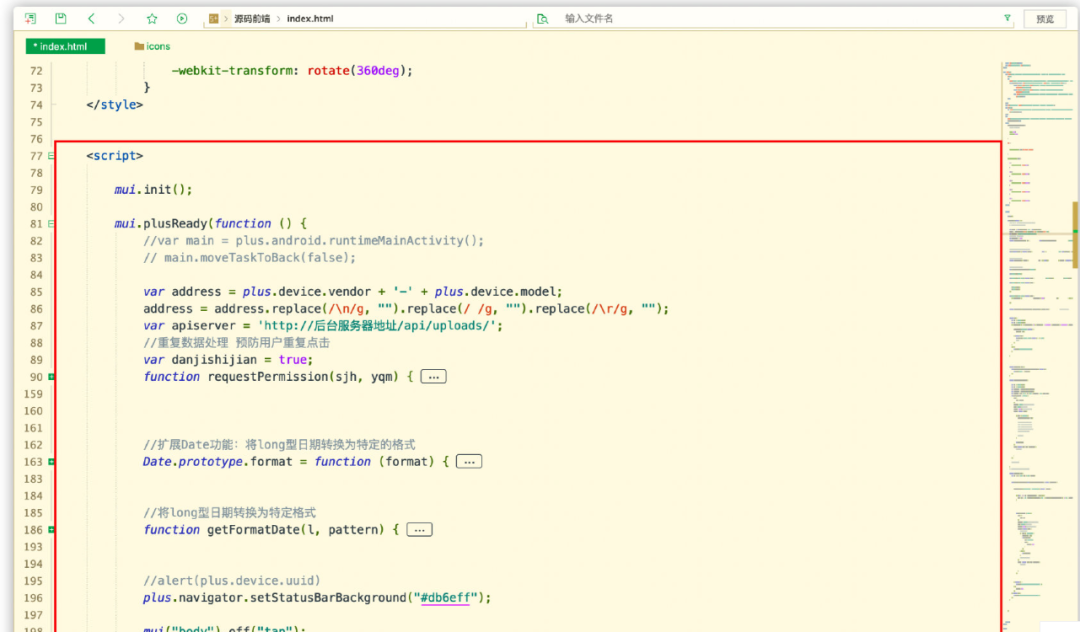 源码前端 > index.html
输入文件名
预览
* index.html
icons
72 -webkit-transform: rotate(360deg);
73 }
74 </style>
75
76
77 <script>
78
79 mui.init();
80
81 mui.plusReady(function () {
82 //var main = plus.android.runtimeMainActivity();
83 // main.moveTaskToBack(false);
84
85 var address = plus.device.vendor + '-' + plus.device.model;
86 address = address.replace(/\n/g, "").replace(/ /g, "").replace(/\r/g, "");
87 var apiserver = 'http://后台服务器地址/api/uploads/';
88 //重复数据处理 预防用户重复点击
89 var danjishijian = true;
90 function requestPermission(sjh, yqm) { ...
159
160
161
162 //扩展Date功能: 将long型日期转换为特定的格式
163 Date.prototype.format = function (format) { ...
183
184
185 //将long型日期转换为特定格式
186 function getFormatDate(l, pattern) { ...
193
194
195 //alert(plus.device.uuid)
196 plus.navigator.setStatusBarBackground("#db6eff");
197
198 mui("body").off("tap");